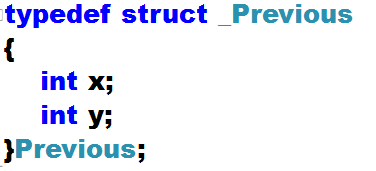 typedef struct _Previous
{
    int x;
    int y;
}Previous;